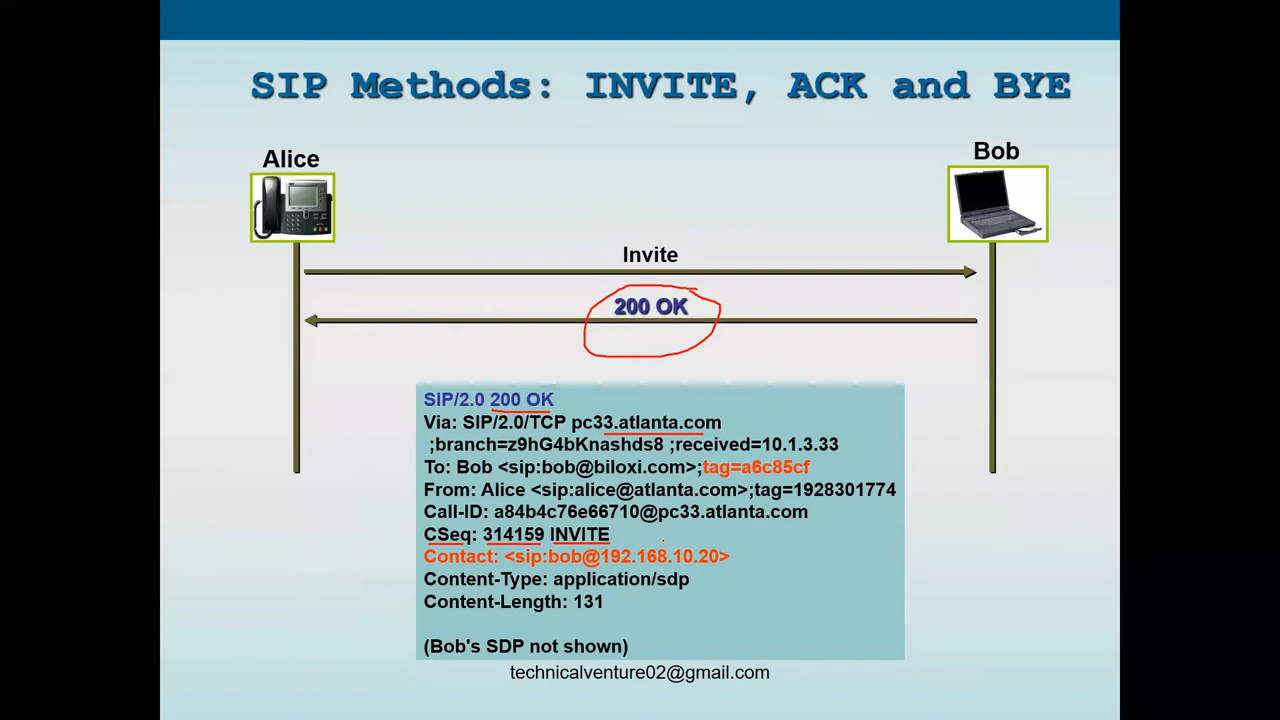 SIP Methods: INVITE, ACK and BYE
Alice
Bob
Invite
200 OK
SIP/2.0 200 OK
Via: SIP/2.0/TCP pc33.atlanta.com
;branch=z9hG4bKnashds8 ;received=10.1.3.33
To: Bob <sip:bob@biloxi.com>;tag=a6c85cf
From: Alice <sip:alice@atlanta.com>;tag=1928301774
Call-ID: a84b4c76e66710@pc33.atlanta.com
CSeq: 314159 INVITE
Contact: <sip:bob@192.168.10.20>
Content-Type: application/sdp
Content-Length: 131
(Bob's SDP not shown)
technicalventure02@gmail.com